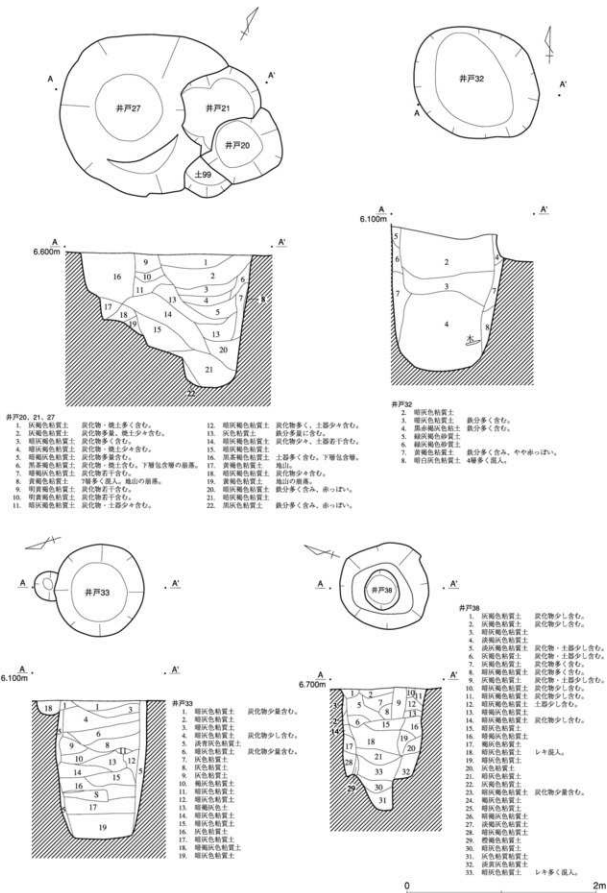 井戸27
井戸21
井戸20
土99
A
A'
井戸32
A
A'
A
A'
6.600m
A
A'
6.100m
井戸20、21、27
1. 灰褐色粘質土 炭化物・焼土多く含む。
2. 灰褐色粘質土 炭化物多量、焼土少々含む。
3. 暗灰褐色粘質土 炭化物多く含む。
4. 暗灰褐色粘質土 炭化物・焼土少々含む。
5. 暗褐色粘質土 炭化物多量含む。
6. 黒茶褐色粘質土 炭化物・焼土含む。下層包含層の崩落。
7. 暗褐色粘質土 炭化物若干含む。
8. 黄褐色粘質土 7層多く混入。地山の崩落。
9. 明黄褐色粘質土 炭化物若干含む。
10. 明黄褐色粘質土 炭化物若干含む。
11. 暗灰褐色粘質土 炭化物・土器少々含む。
12. 暗灰褐色粘質土 炭化物多く、土器少々含む。
13. 灰色粘質土 鉄分多量に含む。
14. 暗灰褐色粘質土 炭化物少々、土器若干含む。
15. 暗灰褐色粘質土
16. 黒茶褐色粘質土 土器多く含む。下層包含層。
17. 黄褐色粘質土 地山。
18. 暗灰褐色粘質土 炭化物少々含む。
19. 黄褐色粘質土 地山の崩落。
20. 暗灰褐色粘質土 鉄分多く含み、赤っぽい。
21. 暗灰褐色粘質土
22. 黒灰色粘質土 鉄分多く含み、赤っぽい。
井戸32
2. 暗灰色粘質土
3. 暗灰色粘質土 鉄分多く含む。
4. 黒赤褐灰色粘土 鉄分多く含む。
5. 緑灰褐色砂質土
6. 緑灰褐色砂質土
7. 黄褐色粘質土 鉄分多く含み、やや赤っぽい。
8. 暗白灰色粘質土 4層多く混入。
木
井戸33
A
A'
井戸38
A
A'
A
A'
6.100m
A
A'
6.700m
井戸33
1. 暗灰色粘質土 炭化物少量含む。
2. 暗灰色粘質土
3. 暗灰色粘質土
4. 暗灰色粘質土 炭化物少し含む。
5. 淡青灰色粘質土
6. 暗灰色粘質土 炭化物少量含む。
7. 灰色粘質土
8. 灰色粘質土
9. 灰色粘質土
10. 褐灰色粘質土
11. 暗灰色粘質土
12. 暗灰色粘質土
13. 暗褐灰色土
14. 暗灰色粘質土
15. 暗灰色粘質土
16. 灰色粘質土
17. 暗灰色粘質土
18. 暗褐灰色粘質土
19. 暗灰色粘質土
井戸38
1. 灰褐色粘質土 炭化物少し含む。
2. 灰褐色粘質土 炭化物少し含む。
3. 暗灰褐色粘質土
4. 淡褐灰色粘質土
5. 淡灰褐色粘質土 炭化物・土器少し含む。
6. 灰褐色粘質土 炭化物・土器少し含む。
7. 灰褐色粘質土 炭化物多く含む。
8. 暗灰褐色粘質土 炭化物多く含む。
9. 灰褐色粘質土 炭化物・土器少し含む。
10. 暗灰褐色粘質土 炭化物少し含む。
11. 暗灰褐色粘質土 炭化物少し含む。
12. 暗灰褐色粘質土 土器少し含む。
13. 暗褐灰色粘質土
14. 暗灰褐色粘質土 炭化物少し含む。
15. 暗灰色粘質土
16. 暗褐灰色粘質土
17. 褐灰色粘質土
18. 暗灰色粘質土 レキ混入。
19. 暗灰色粘質土
20. 灰色粘質土
21. 暗灰色粘質土
22. 灰褐色粘質土
23. 暗灰褐色粘質土 炭化物少量含む。
24. 褐灰色粘質土
25. 暗灰色粘質土
26. 暗褐灰色粘質土
27. 淡褐灰色粘質土
28. 暗灰褐色粘質土
29. 橙褐色粘質土
30. 暗灰色粘質土
31. 灰色粘質粘質土
32. 淡黄灰色粘質土
33. 暗灰色粘質土 レキ多く混入。
0 2m